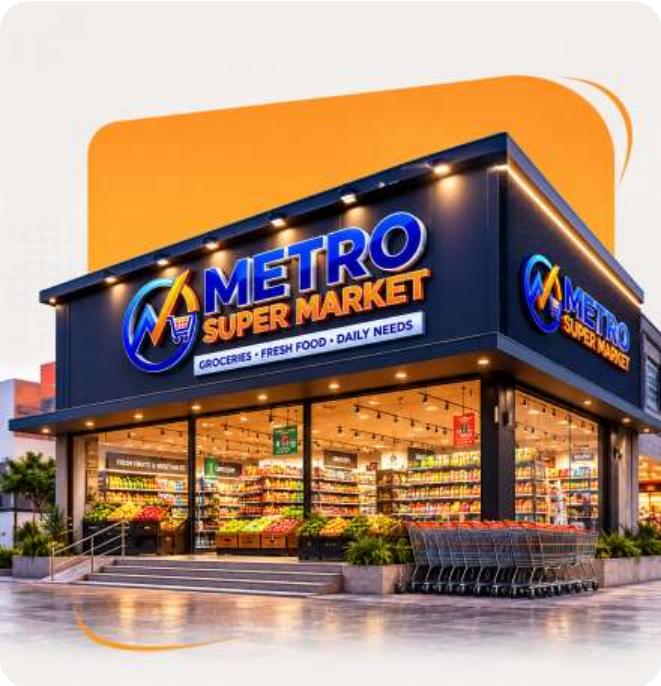 METRO
SUPER MARKET
GROCERIES • FRESH FOOD • DAILY NEEDS
METRO
SUPER MARKET
FRESH FRUITS & VEGETABLES